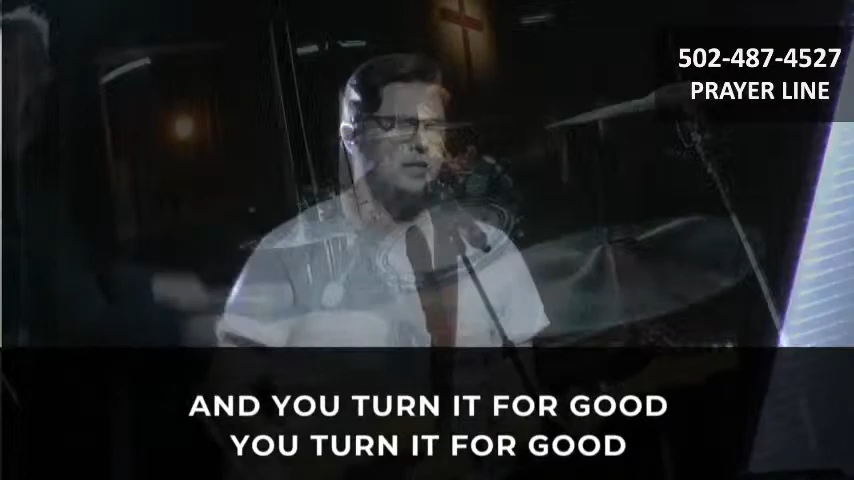 502-487-4527
PRAYER LINE
AND YOU TURN IT FOR GOOD
YOU TURN IT FOR GOOD